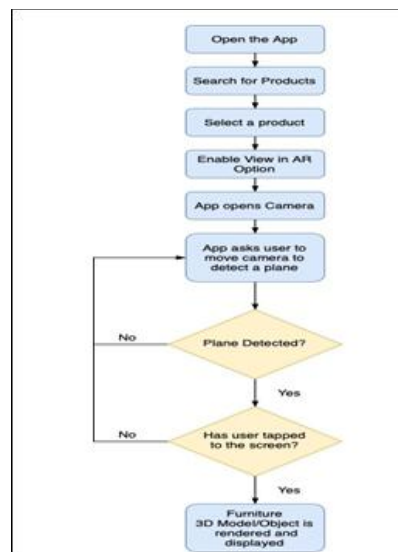 Open the App
Search for Products
Select a product
Enable View in AR
Option
App opens Camera
App asks user to
move camera to
detect a plane
No
Plane Detected?
Yes
No
Has user tapped
to the screen?
Yes
Furniture
3D Model/Object is
rendered and
displayed